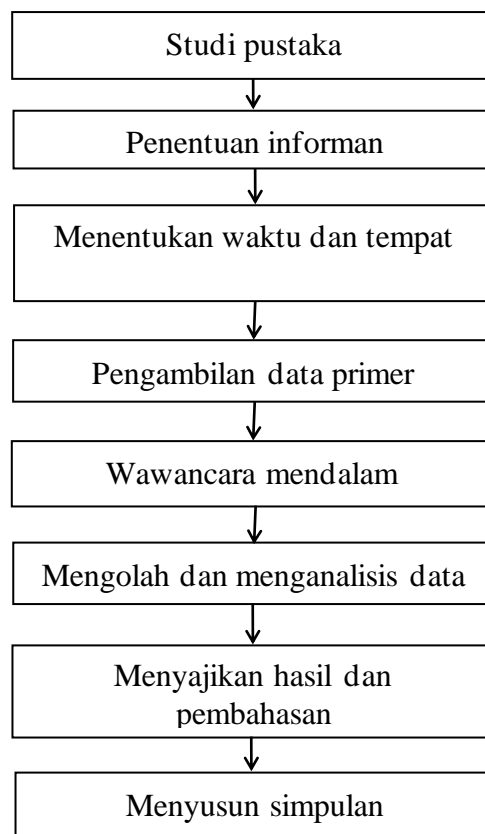 Studi pustaka
Penentuan informan
Menentukan waktu dan tempat
Pengambilan data primer
Wawancara mendalam
Mengolah dan menganalisis data
Menyajikan hasil dan
pembahasan
Menyusun simpulan